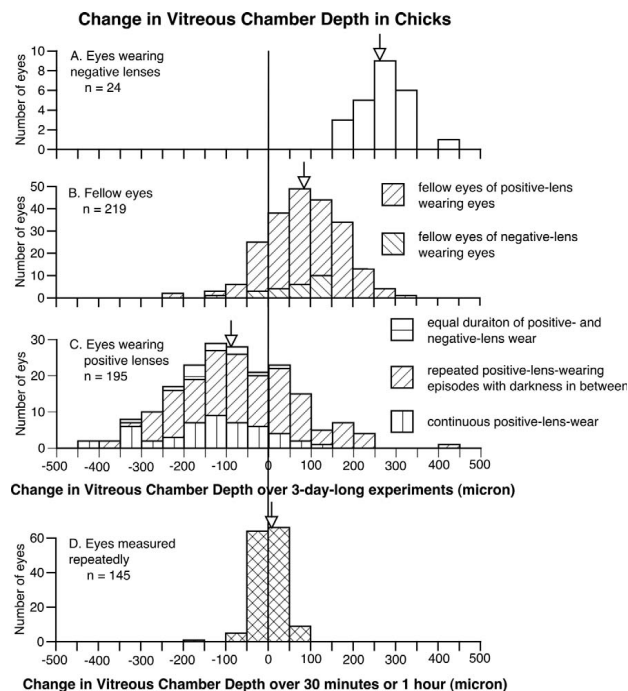 Change in Vitreous Chamber Depth in Chicks
Number of eyes
10
8
6
4
2
0
A. Eyes wearing
negative lenses
n = 24
Number of eyes
50
40
30
20
10
0
B. Fellow eyes
n = 219
fellow eyes of positive-lens
wearing eyes
fellow eyes of negative-lens
wearing eyes
Number of eys
30
20
10
0
C. Eyes wearing
positive lenses
n = 195
equal duraiton of positive- and
negative-lens wear
repeated positive-lens-wearing
episodes with darkness in between
continuous positive-lens-wear
-500 -400 -300 -200 -100 0 100 200 300 400 500
Change in Vitreous Chamber Depth over 3-day-long experiments (micron)
Number of eyes
60
40
20
0
D. Eyes measured
repeatedly
n = 145
-500 -400 -300 -200 -100 0 100 200 300 400 500
Change in Vitreous Chamber Depth over 30 minutes or 1 hour (micron)